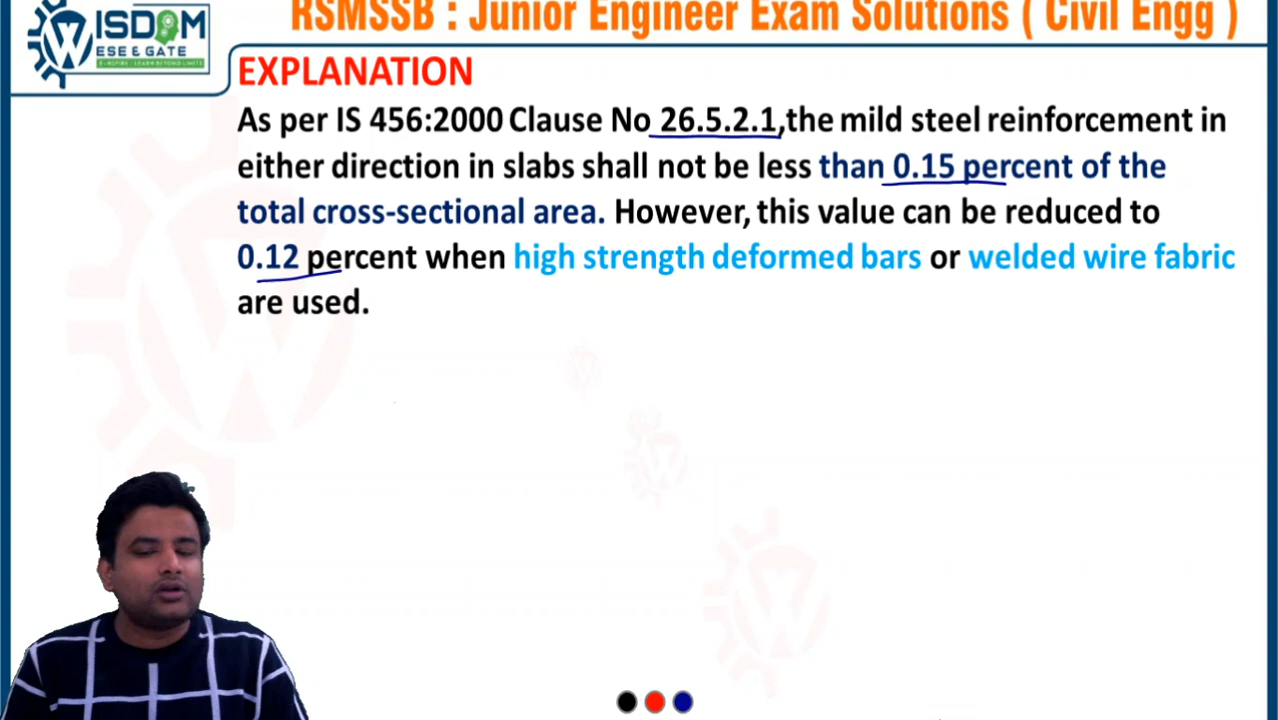 RSMSSB : Junior Engineer Exam Solutions ( Civil Engg )
WISDOM
ESE & GATE
EXPLANATION
As per IS 456:2000 Clause No 26.5.2.1,the mild steel reinforcement in
either direction in slabs shall not be less than 0.15 percent of the
total cross-sectional area. However, this value can be reduced to
0.12 percent when high strength deformed bars or welded wire fabric
are used.